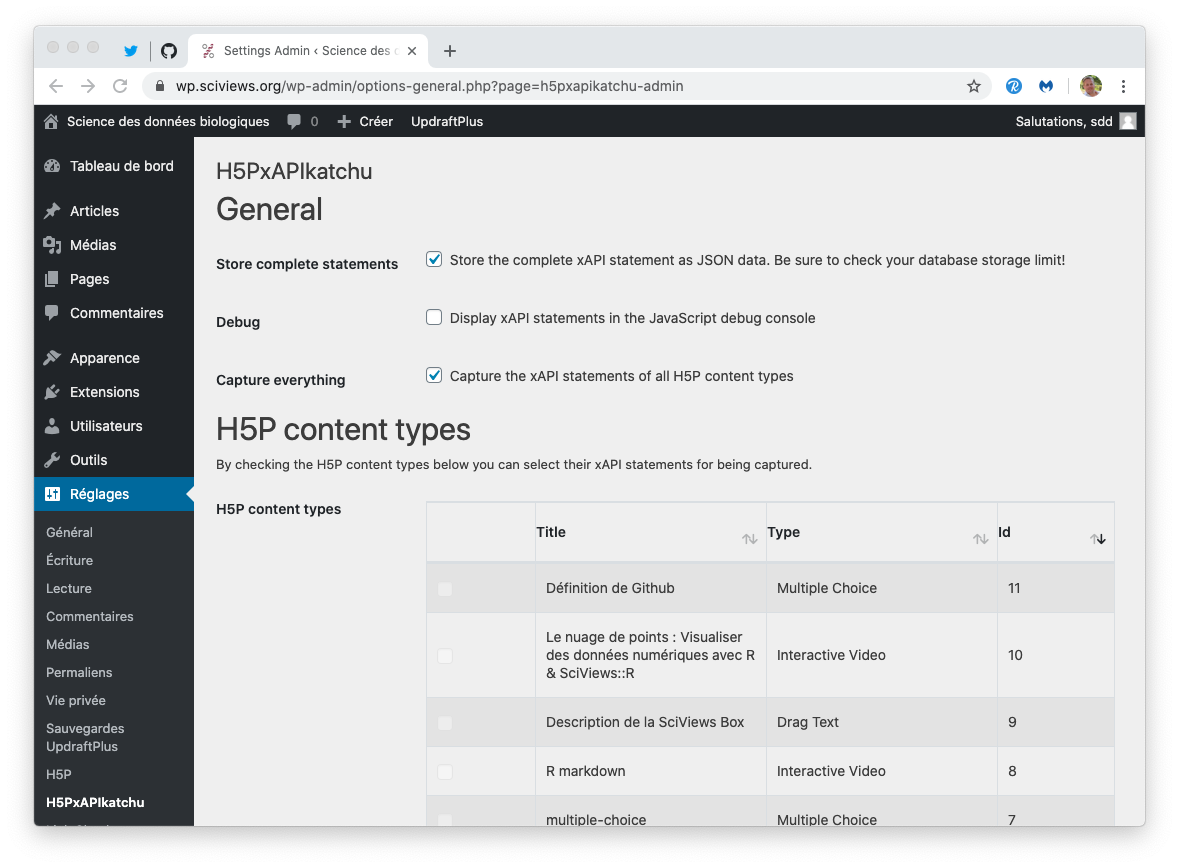 Settings Admin ‹ Science des d
wp.sciviews.org/wp-admin/options-general.php?page=h5pxapikatchu-admin
Science des données biologiques
0
Créer
UpdraftPlus
Salutations, sdd
Tableau de bord
Articles
Médias
Pages
Commentaires
Apparence
Extensions
Utilisateurs
Outils
Réglages
Général
Écriture
Lecture
Commentaires
Médias
Permaliens
Vie privée
Sauvegardes
UpdraftPlus
H5P
H5PxAPIkatchu
H5PxAPIkatchu
General
Store complete statements
Store the complete xAPI statement as JSON data. Be sure to check your database storage limit!
Debug
Display xAPI statements in the JavaScript debug console
Capture everything
Capture the xAPI statements of all H5P content types
H5P content types
By checking the H5P content types below you can select their xAPI statements for being captured.
H5P content types
Title
Type
Id
Définition de Github
Multiple Choice
11
Le nuage de points : Visualiser
des données numériques avec R
& SciViews::R
Interactive Video
10
Description de la SciViews Box
Drag Text
9
R markdown
Interactive Video
8
multiple-choice
Multiple Choice
7